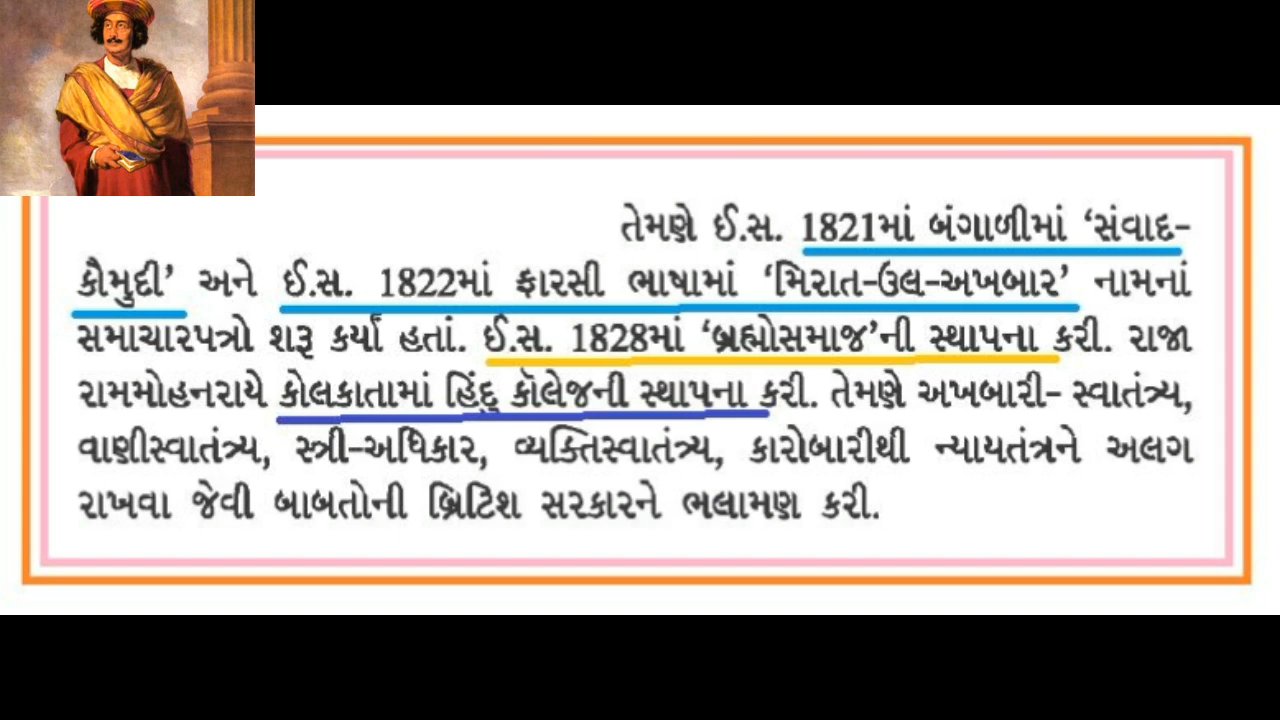 તેમણે ઈ.સ. 1821માં બંગાળીમાં ‘સંવાદ-
કૌમુદી’ અને ઈ.સ. 1822માં ફારસી ભાષામાં ‘મિરાત-ઉલ-અખબાર’ નામનાં
સમાચારપત્રો શરૂ કર્યાં હતાં. ઈ.સ. 1828માં ‘બ્રહ્મોસમાજ’ની સ્થાપના કરી. રાજા
રામમોહનરાયે કોલકાતામાં હિંદુ કૉલેજની સ્થાપના કરી. તેમણે અખબારી- સ્વાતંત્ર્ય,
વાણીસ્વાતંત્ર્ય, સ્ત્રી-અધિકાર, વ્યક્તિસ્વાતંત્ર્ય, કારોબારીથી ન્યાયતંત્રને અલગ
રાખવા જેવી બાબતોની બ્રિટિશ સરકારને ભલામણ કરી.